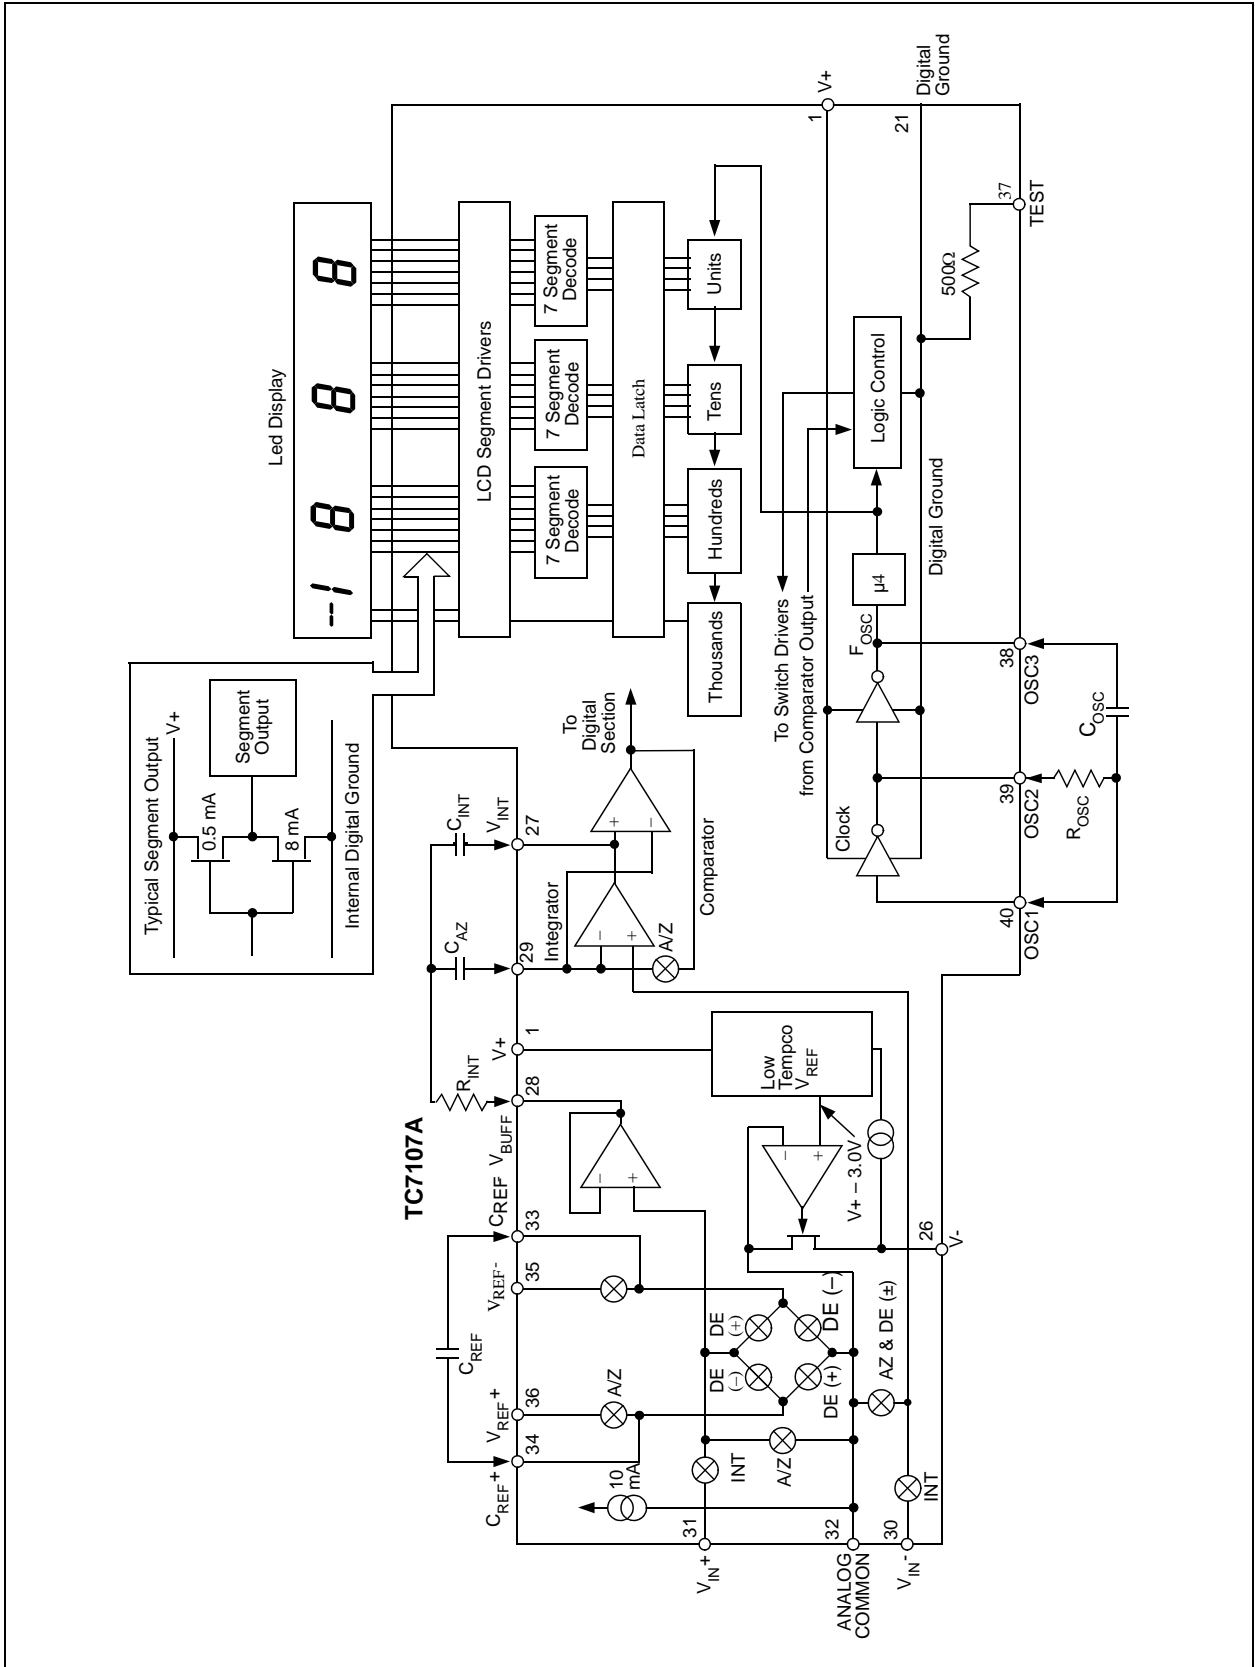 TC7107A
Typical Segment Output
V+
0.5 mA
8 mA
Segment
Output
Internal Digital Ground
Led Display
--1 8 8 8
LCD Segment Drivers
7 Segment
Decode
7 Segment
Decode
7 Segment
Decode
Data Latch
Thousands
Hundreds
Tens
Units
To Switch Drivers
from Comparator Output
Clock
FOSC
µ4
Logic Control
Digital Ground
V+
1
21
Digital
Ground
500Ω
37
TEST
40
OSC1
39
OSC2
38
OSC3
ROSC
COSC
CREF
CREF+
34
VREF+
36
VREF-
35
CREF-
33
VBUFF
28
RINT
V+
1
CAZ
29
CINT
VINT
27
Integrator
–
+
+
–
To
Digital
Section
A/Z
Comparator
–
+
Low
Tempco
VREF
–
+
V+ – 3.0V
A/Z
DE
(–)
DE
(+)
DE (+)
DE (–)
10
mA
INT
A/Z
AZ & DE (±)
INT
31
VIN+
32
ANALOG
COMMON
30
VIN-
26
V-